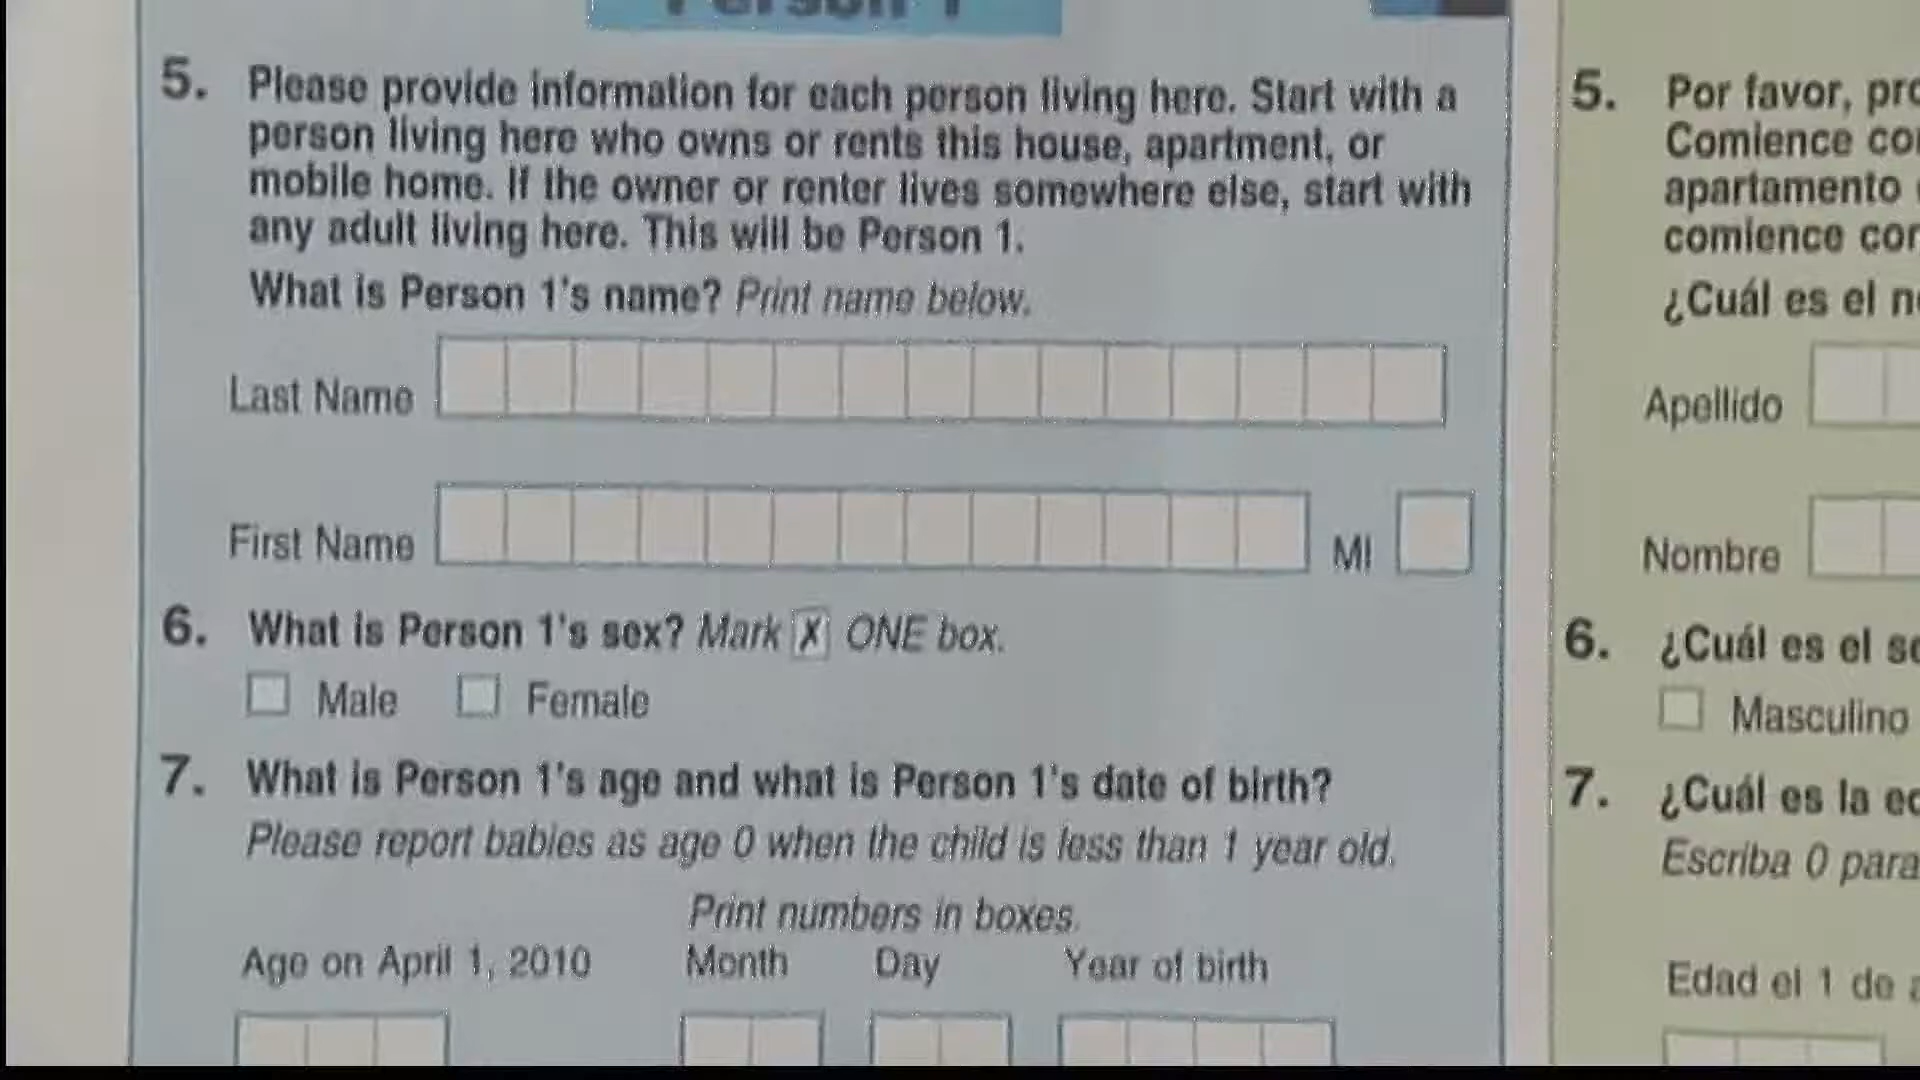 Person 1
5. Please provide information for each person living here. Start with a
person living here who owns or rents this house, apartment, or
mobile home. If the owner or renter lives somewhere else, start with
any adult living here. This will be Person 1.
What is Person 1's name? Print name below.
Last Name
First Name
MI
6. What is Person 1's sex? Mark X ONE box.
Male Female
7. What is Person 1's age and what is Person 1's date of birth?
Please report babies as age 0 when the child is less than 1 year old.
Print numbers in boxes.
Age on April 1, 2010 Month Day Year of birth
5. Por favor,
Comience
apartamento
comience
¿Cuál es el
Apellido
Nombre
6. ¿Cuál es el
Masculino
7. ¿Cuál es la
Escriba 0 para
Edad el 1 de